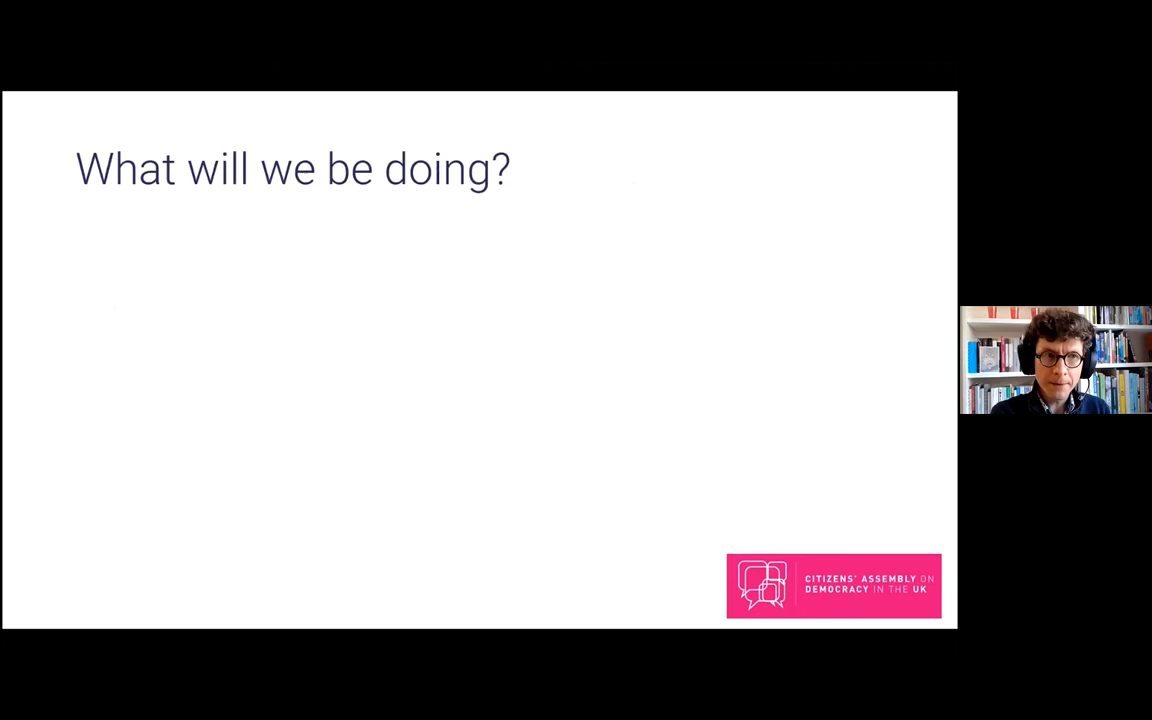 What will we be doing?
CITIZENS' ASSEMBLY ON
DEMOCRACY IN THE UK